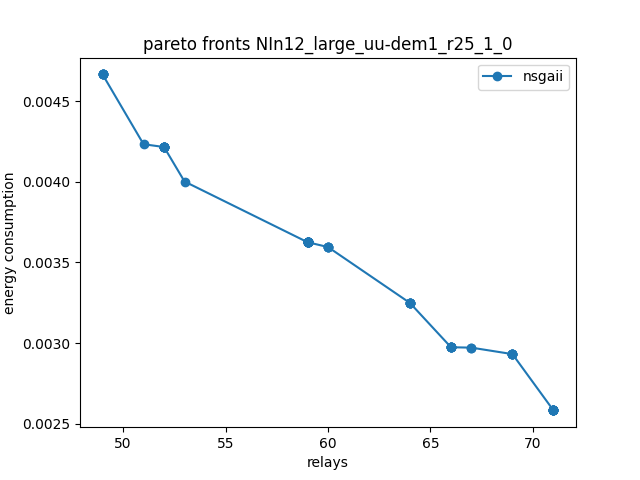 pareto fronts NIn12_large_uu-dem1_r25_1_0
nsgaii
0.0045
0.0040
0.0035
0.0030
0.0025
energy consumption
50 55 60 65 70
relays